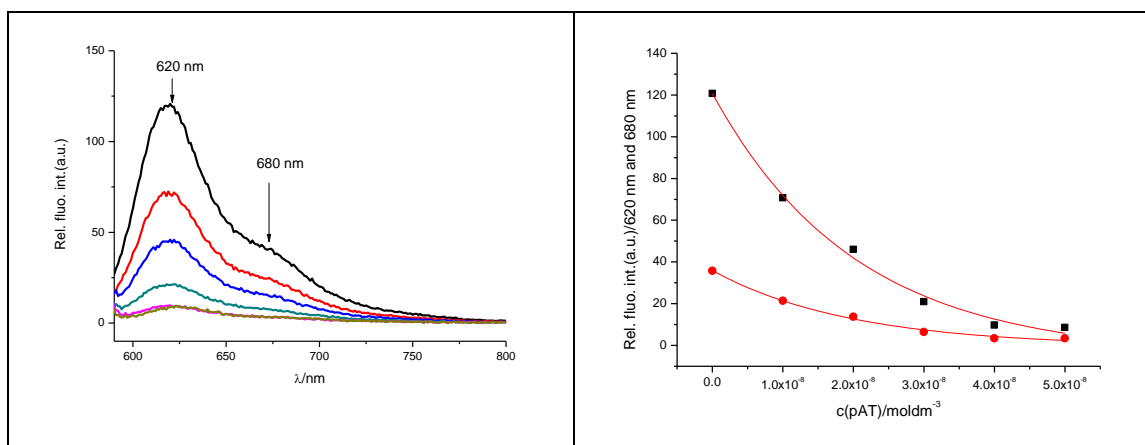 150
620 nm
680 nm
100
50
0
Rel. fluo. int.(a.u.)
600
650
700
750
800
λ/nm
140
120
100
80
60
40
20
0
Rel. fluo int.(a.u.)/620 nm and 680 nm
0.0
1.0x10⁻⁸
2.0x10⁻⁸
3.0x10⁻⁸
4.0x10⁻⁸
5.0x10⁻⁸
c(pAT)/moldm⁻³